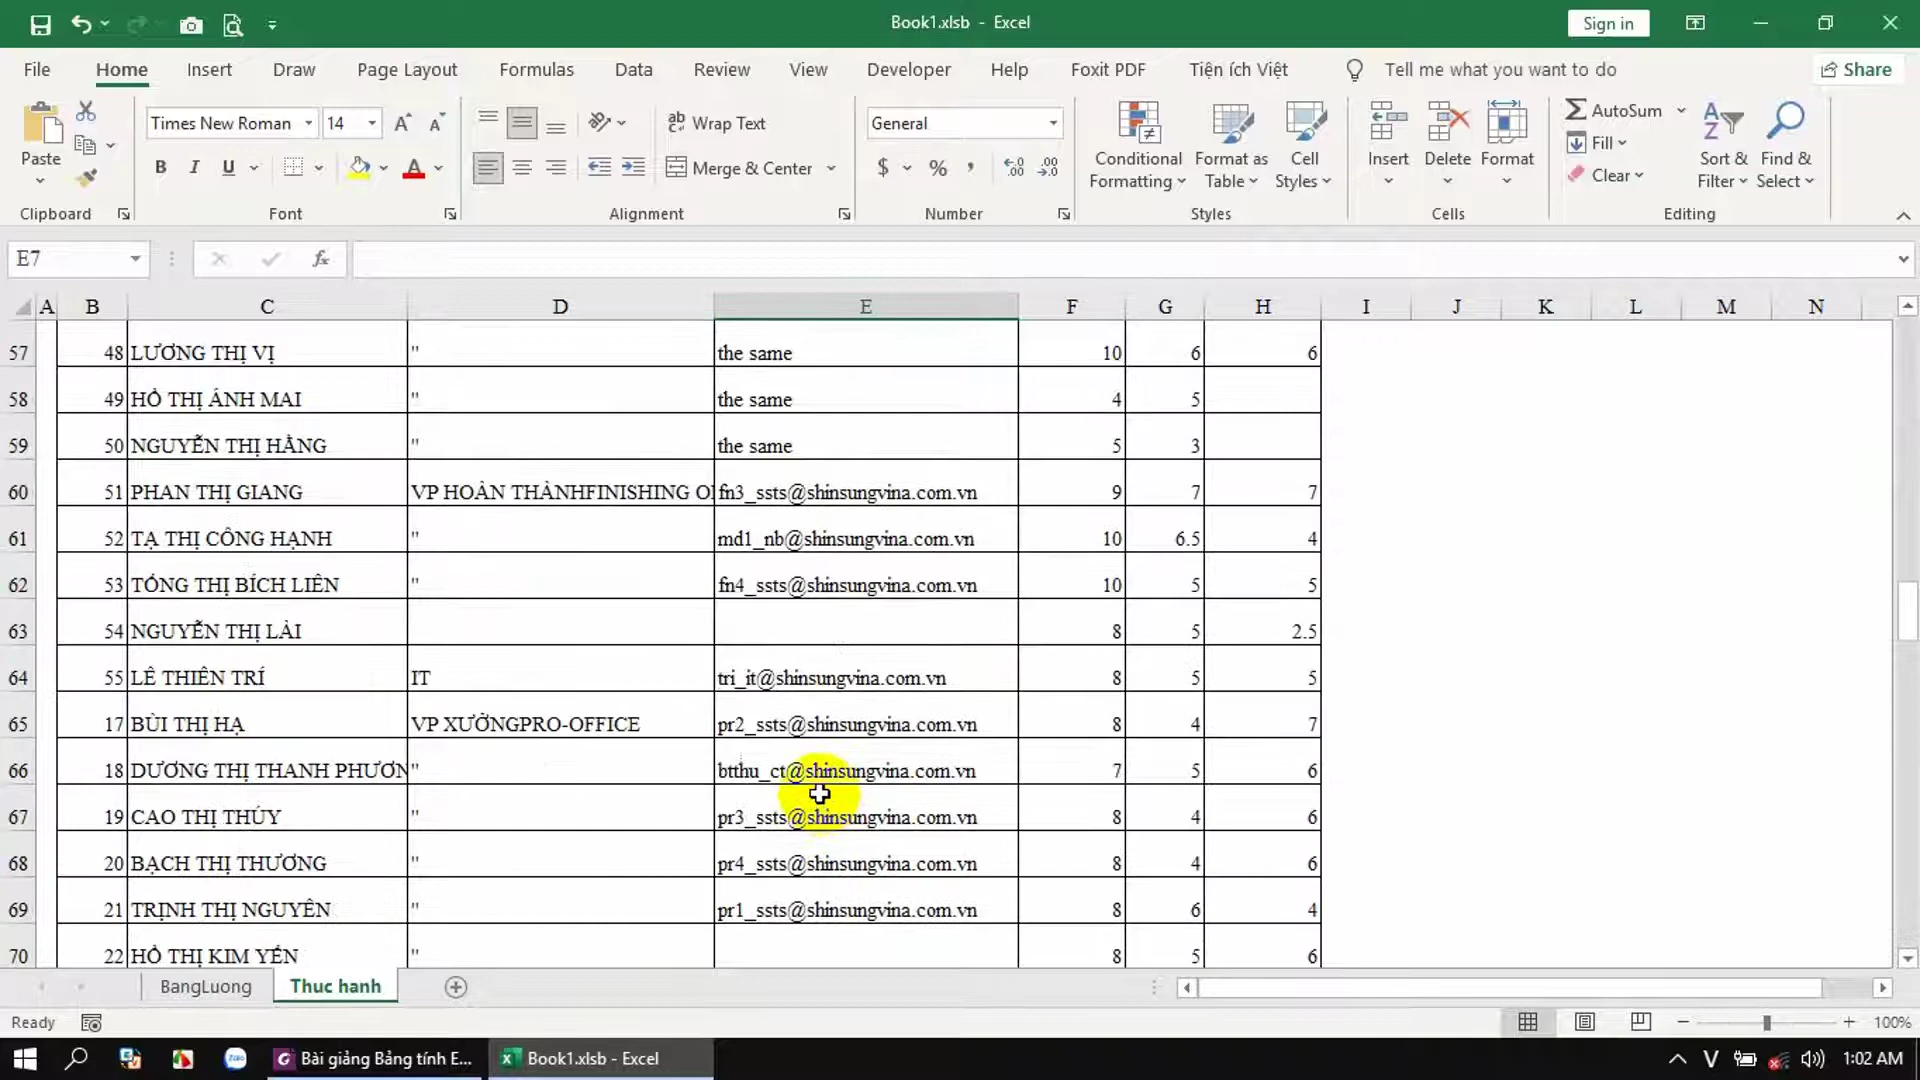 Book1.xlsb - Excel
Sign in
File Home Insert Draw Page Layout Formulas Data Review View Developer Help Foxit PDF Tiện ích Việt Tell me what you want to do Share
Paste
Clipboard
Times New Roman 14
B I U
Font
Wrap Text
Merge & Center
Alignment
General
$ % ,
Number
Conditional Formatting
Format as Table
Cell Styles
Styles
Insert Delete Format
Cells
AutoSum
Fill
Clear
Sort & Filter
Find & Select
Editing
E7 fx
A B C D E F G H I J K L M N
57 48 LƯƠNG THỊ VỊ " the same 10 6 6
58 49 HỒ THỊ ÁNH MAI " the same 4 5
59 50 NGUYỄN THỊ HẰNG " the same 5 3
60 51 PHAN THỊ GIANG VP HOÀN THÀNHFINISHING fn3_ssts@shinsungvina.com.vn 9 7 7
61 52 TẠ THỊ CÔNG HẠNH " md1_nb@shinsungvina.com.vn 10 6.5 4
62 53 TỐNG THỊ BÍCH LIÊN " fn4_ssts@shinsungvina.com.vn 10 5 5
63 54 NGUYỄN THỊ LÀI 8 5 2.5
64 55 LÊ THIÊN TRÍ IT tri_it@shinsungvina.com.vn 8 5 5
65 17 BÙI THỊ HẠ VP XƯỞNGPRO-OFFICE pr2_ssts@shinsungvina.com.vn 8 4 7
66 18 DƯƠNG THỊ THANH PHƯƠN " btthu_ct@shinsungvina.com.vn 7 5 6
67 19 CAO THỊ THÚY " pr3_ssts@shinsungvina.com.vn 8 4 6
68 20 BẠCH THỊ THƯƠNG " pr4_ssts@shinsungvina.com.vn 8 4 6
69 21 TRỊNH THỊ NGUYÊN " pr1_ssts@shinsungvina.com.vn 8 6 4
70 22 HỒ THỊ KIM YẾN " 8 5 6
BangLuong Thuc hanh
Ready 100%
Bài giảng Bảng tính E... Book1.xlsb - Excel V 1:02 AM